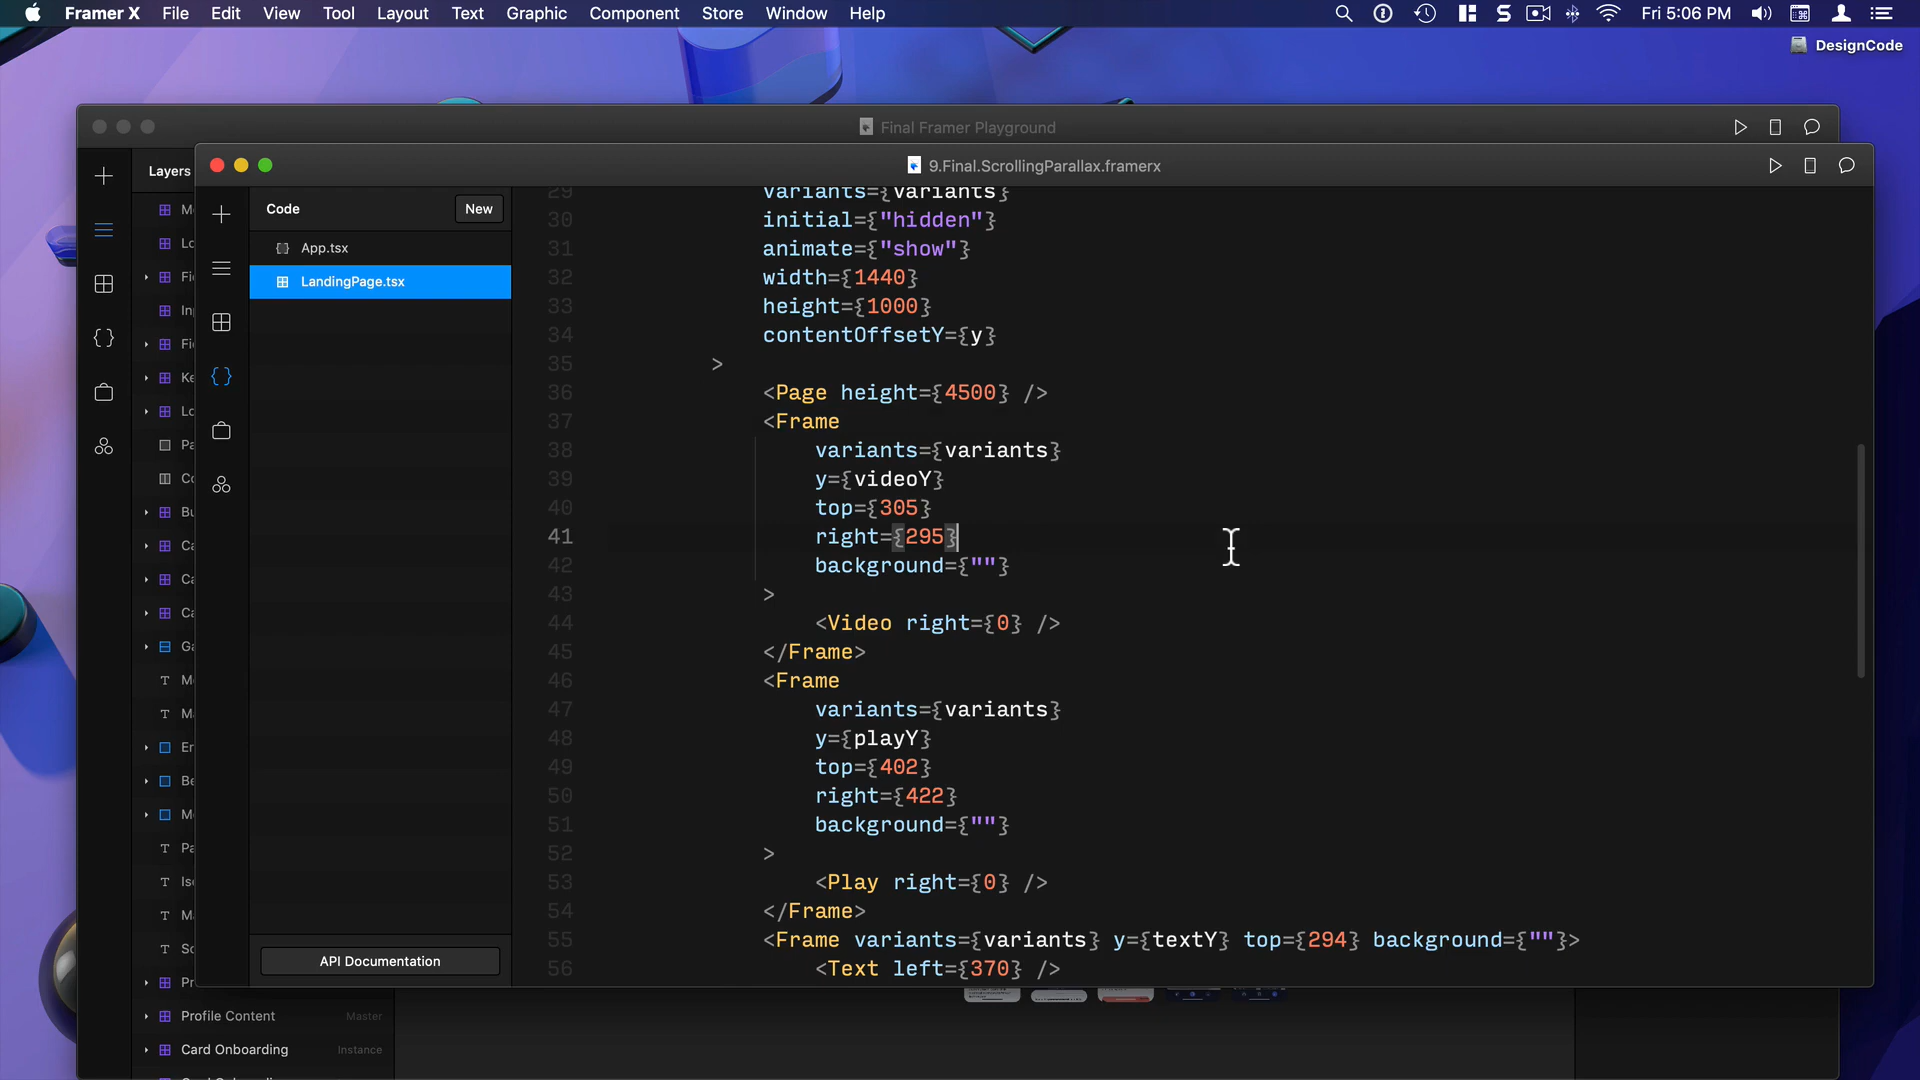 Framer X File Edit View Tool Layout Text Graphic Component Store Window Help Fri 5:06 PM
DesignCode
Final Framer Playground
Layers
9.Final.ScrollingParallax.framerx
Code New
App.tsx
LandingPage.tsx
API Documentation
29 variants={variants}
30 initial={"hidden"}
31 animate={"show"}
32 width={1440}
33 height={1000}
34 contentOffsetY={y}
35 >
36 <Page height={4500} />
37 <Frame
38 variants={variants}
39 y={videoY}
40 top={305}
41 right={295}
42 background={""}
43 >
44 <Video right={0} />
45 </Frame>
46 <Frame
47 variants={variants}
48 y={playY}
49 top={402}
50 right={422}
51 background={""}
52 >
53 <Play right={0} />
54 </Frame>
55 <Frame variants={variants} y={textY} top={294} background={""}>
56 <Text left={370} />
Profile Content Master
Card Onboarding Instance